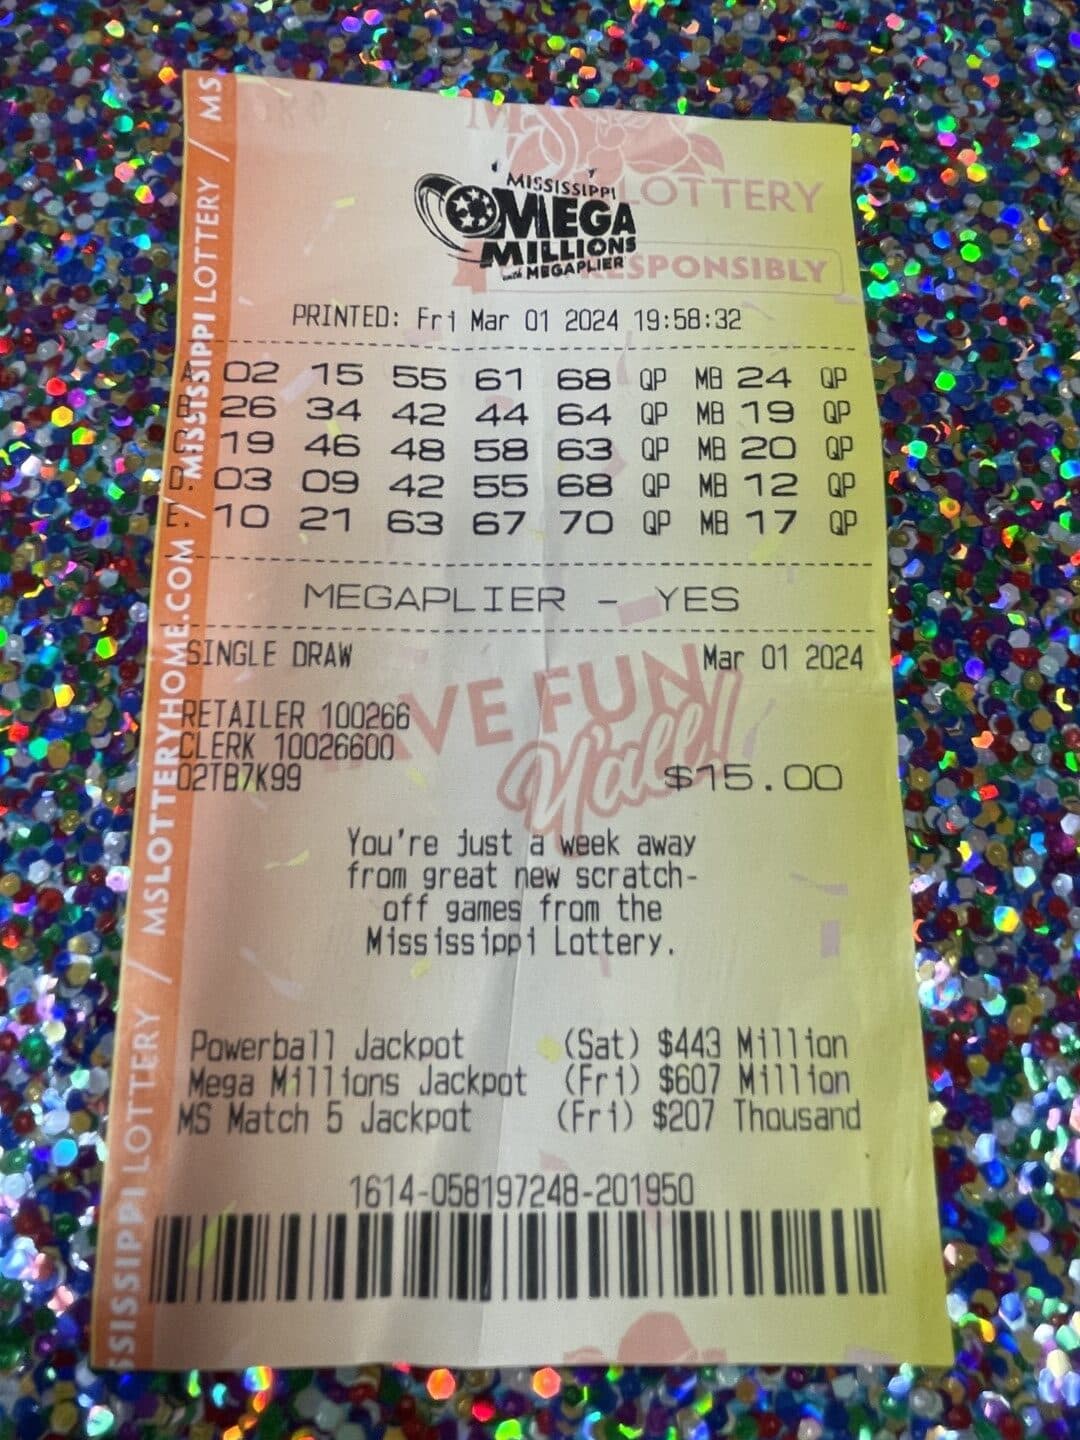 MS LOTTERY
RESPONSIBLY
MISSISSIPPI
MEGA
MILLIONS
with MEGAPLIER
PRINTED: Fri Mar 01 2024 19:58:32
A. 02 15 55 61 68 QP MB 24 QP
B. 26 34 42 44 64 QP MB 19 QP
C. 19 46 48 58 63 QP MB 20 QP
D. 03 09 42 55 68 QP MB 12 QP
E. 10 21 63 67 70 QP MB 17 QP
MEGAPLIER - YES
SINGLE DRAW Mar 01 2024
HAVE FUN
Y'all!
RETAILER 100266
CLERK 10026600
02TB7K99 $15.00
You're just a week away
from great new scratch-
off games from the
Mississippi Lottery.
Powerball Jackpot (Sat) $443 Million
Mega Millions Jackpot (Fri) $607 Million
MS Match 5 Jackpot (Fri) $207 Thousand
1614-058197248-201950
SSISSIPPI LOTTERY / MSLOTTERYHOME.COM / MISSISSIPPI LOTTERY / MS